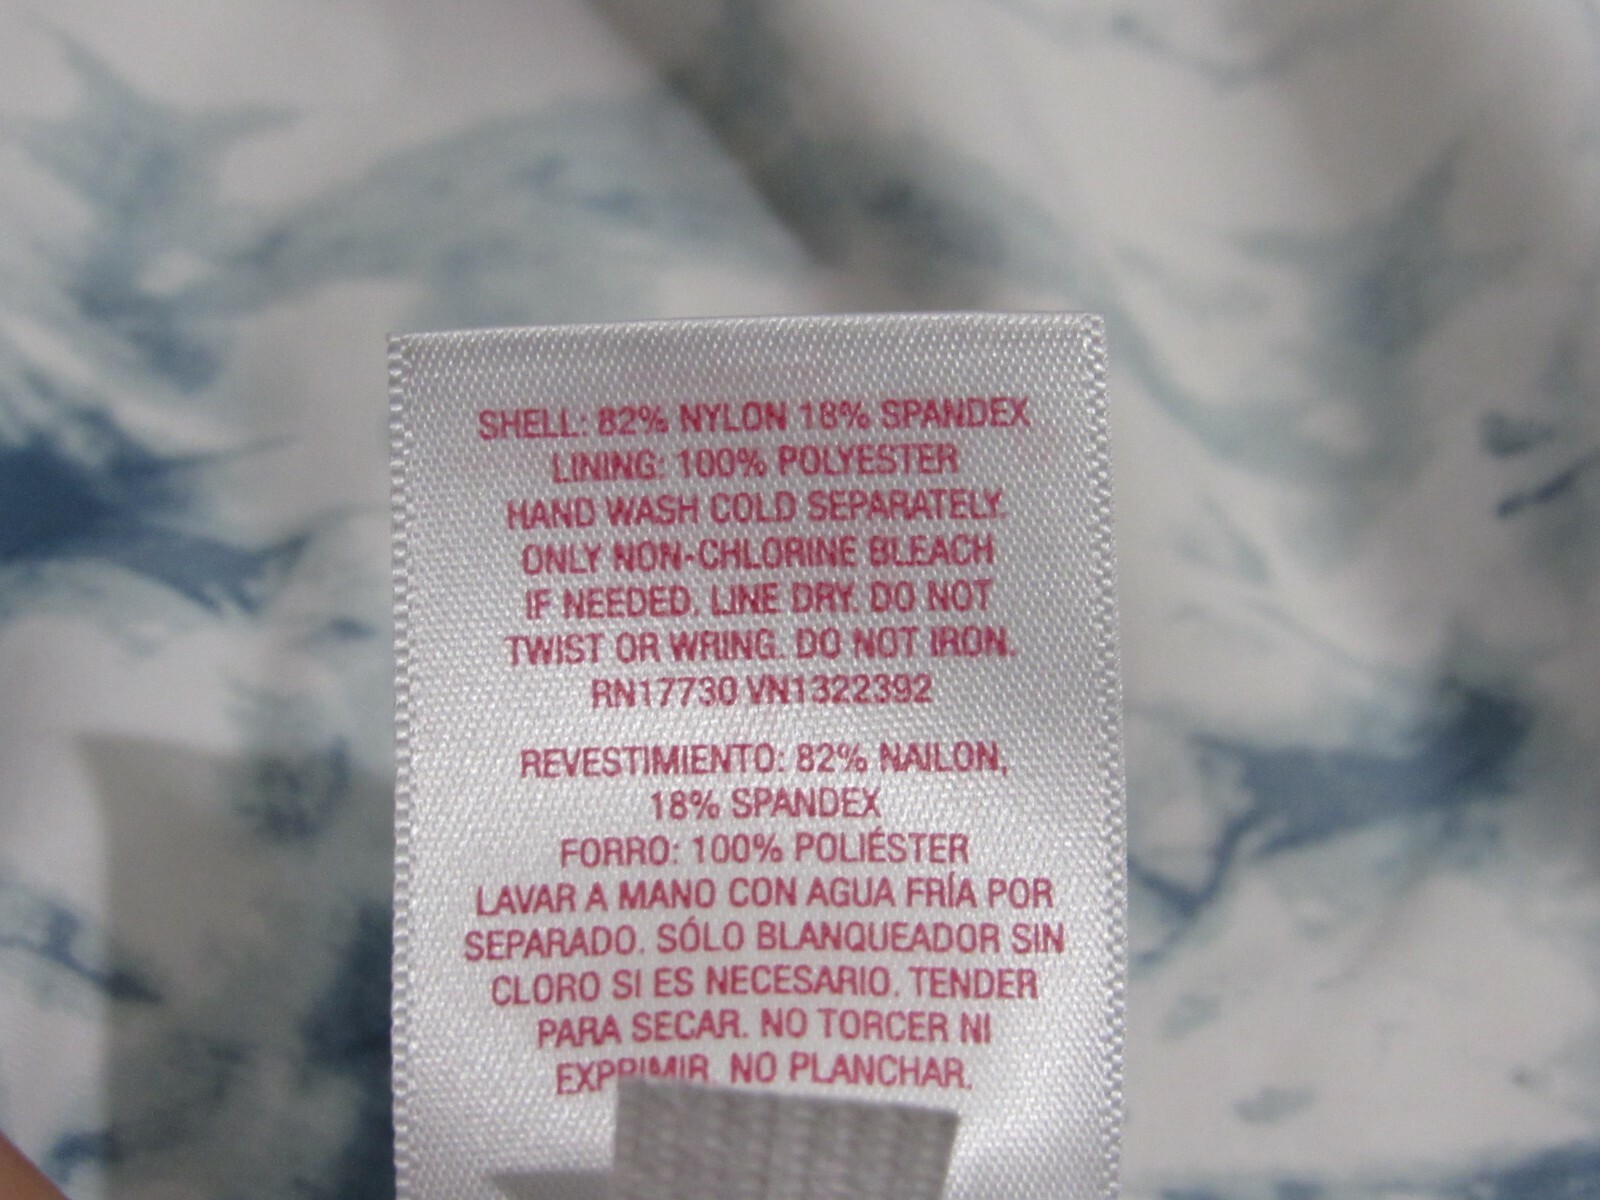 SHELL: 82% NYLON 18% SPANDEX
LINING: 100% POLYESTER
HAND WASH COLD SEPARATELY.
ONLY NON-CHLORINE BLEACH
IF NEEDED. LINE DRY. DO NOT
TWIST OR WRING. DO NOT IRON.
RN17730 VN1322392
REVESTIMIENTO: 82% NAILON,
18% SPANDEX
FORRO: 100% POLIÉSTER
LAVAR A MANO CON AGUA FRÍA POR
SEPARADO. SÓLO BLANQUEADOR SIN
CLORO SI ES NECESARIO. TENDER
PARA SECAR. NO TORCER NI
EXPRIMIR. NO PLANCHAR.